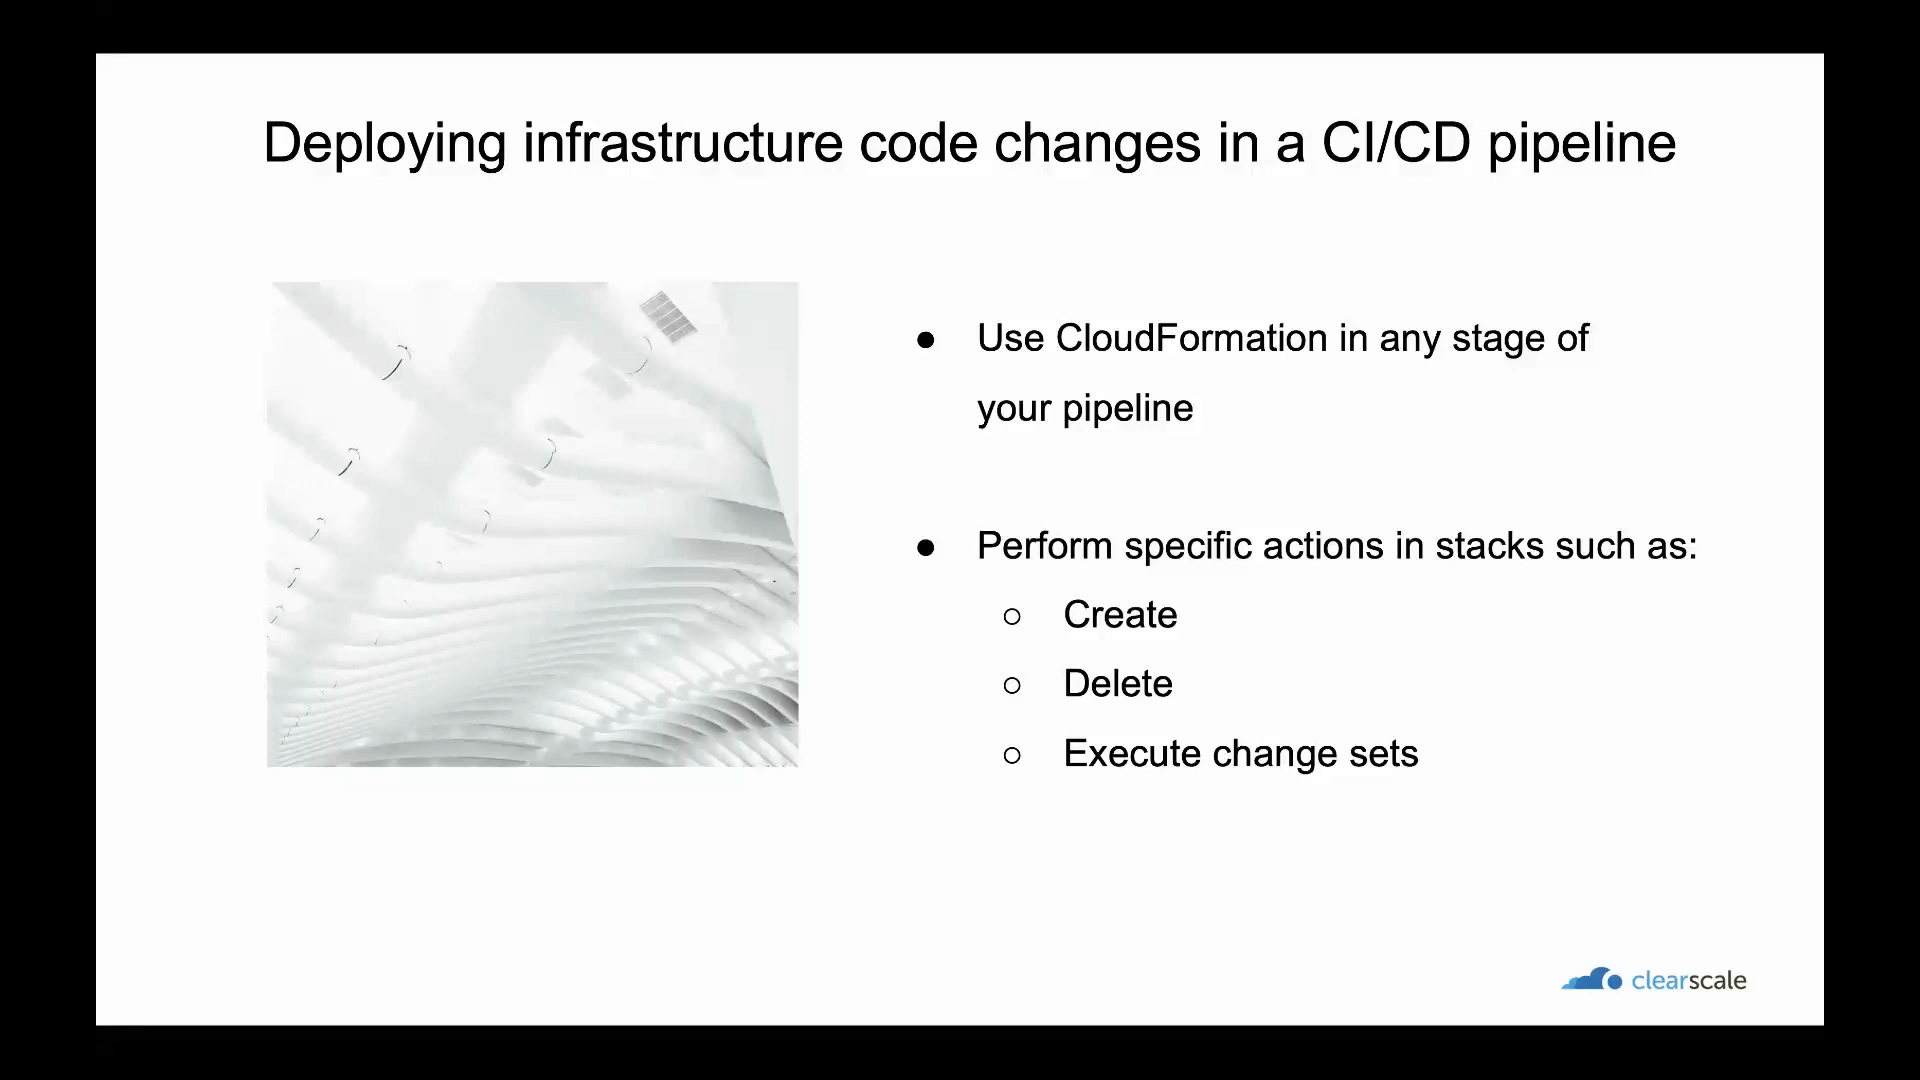 Deploying infrastructure code changes in a CI/CD pipeline
● Use CloudFormation in any stage of
your pipeline
● Perform specific actions in stacks such as:
○ Create
○ Delete
○ Execute change sets
clearscale